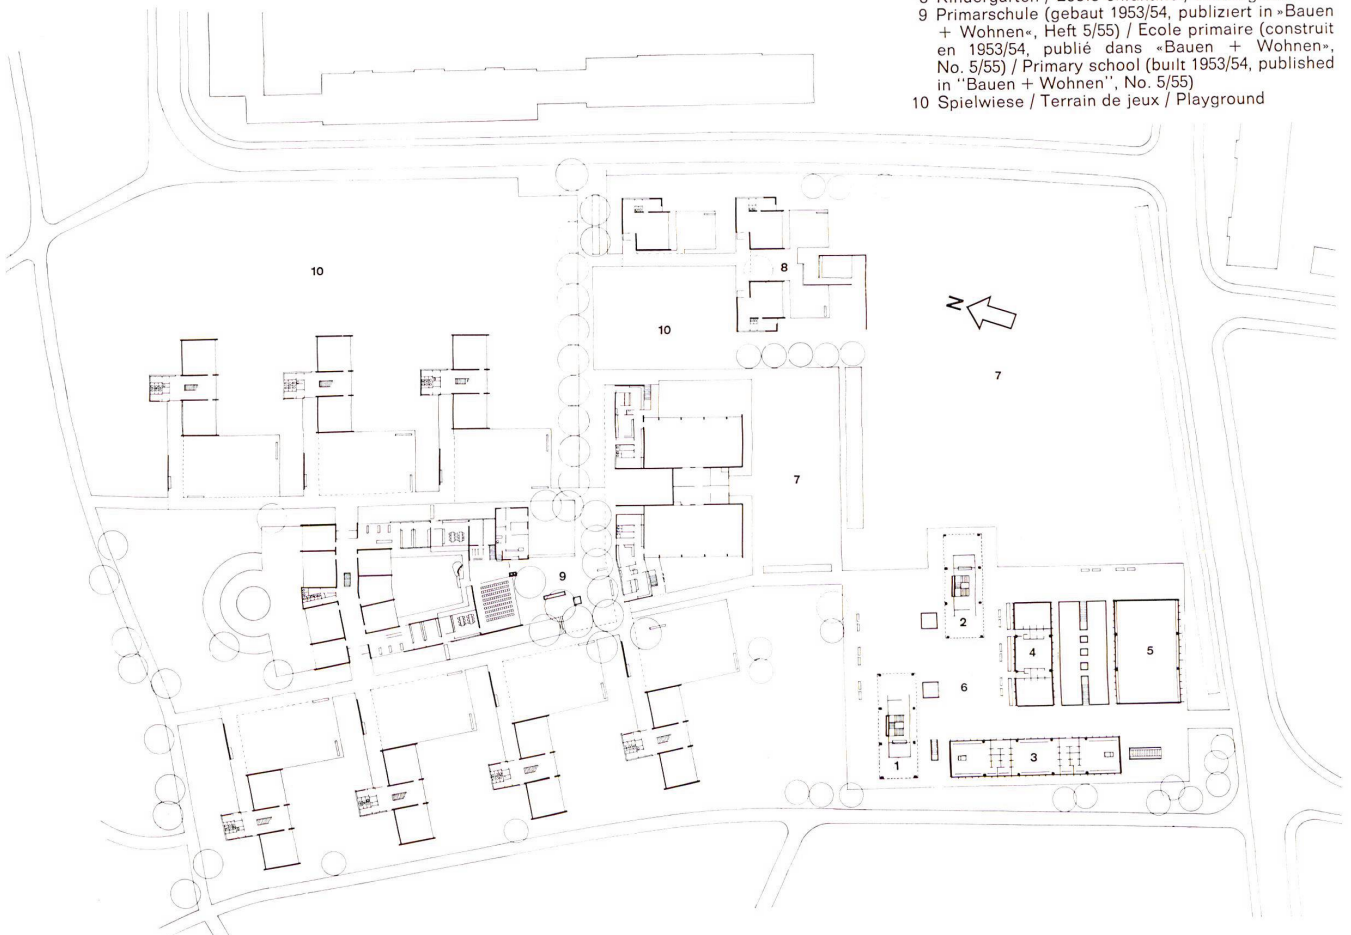 9 Primarschule (gebaut 1953/54, publiziert in »Bauen
+ Wohnen«, Heft 5/55) / Ecole primaire (construit
en 1953/54, publié dans «Bauen + Wohnen»,
No. 5/55) / Primary school (built 1953/54, published
in "Bauen + Wohnen", No. 5/55)
10 Spielwiese / Terrain de jeux / Playground
10
8
N
10
7
7
9
2
4
5
6
1
3